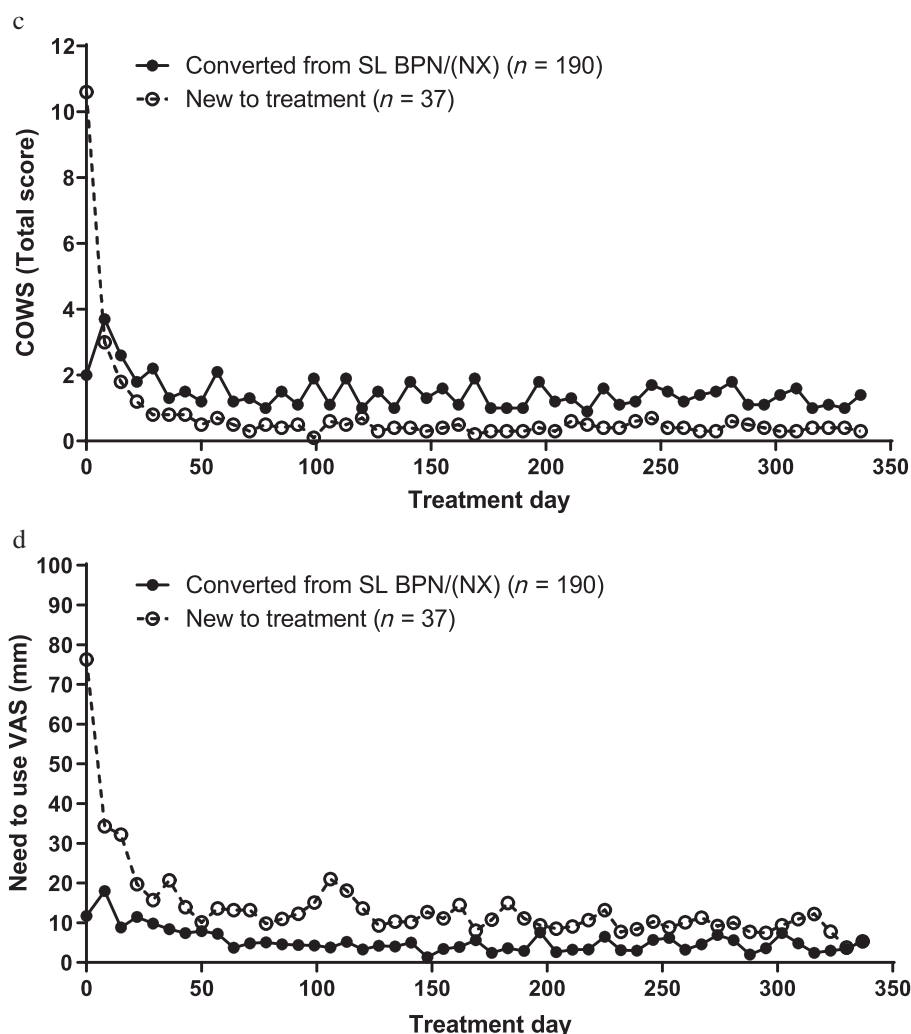 c
12
Converted from SL BPN/(NX) (n = 190)
New to treatment (n = 37)
10
8
6
4
2
0
COWS (Total score)
0 50 100 150 200 250 300 350
Treatment day
d
100
Converted from SL BPN/(NX) (n = 190)
90
New to treatment (n = 37)
80
70
60
50
40
30
20
10
0
Need to use VAS (mm)
0 50 100 150 200 250 300 350
Treatment day